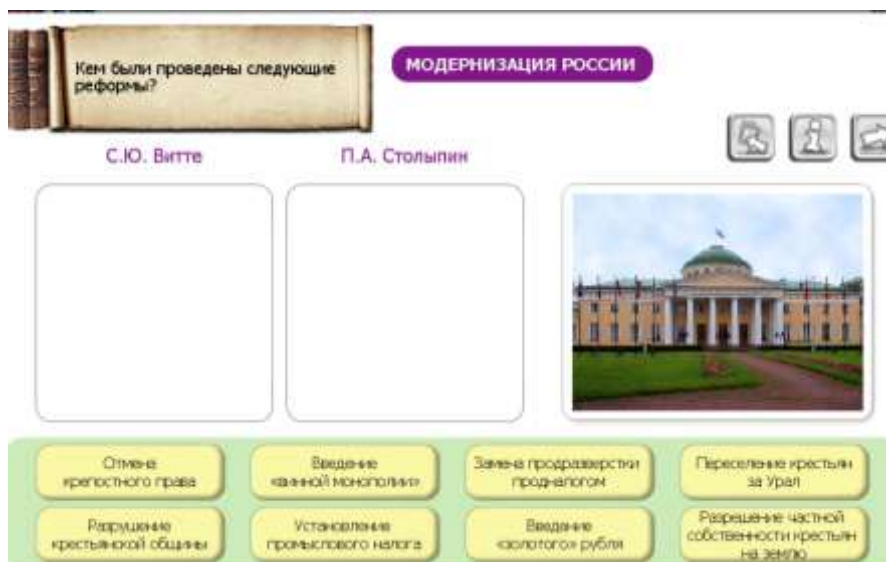 Кем были проведены следующие
реформы?
МОДЕРНИЗАЦИЯ РОССИИ
С.Ю. Витте
П.А. Столыпин
Отмена
крепостного права
Введение
«винной монополии»
Замена продразверстки
продналогом
Переселение крестьян
за Урал
Разрушение
крестьянской общины
Установление
промыслового налога
Введение
«золотого» рубля
Разрешение частной
собственности крестьян
на землю